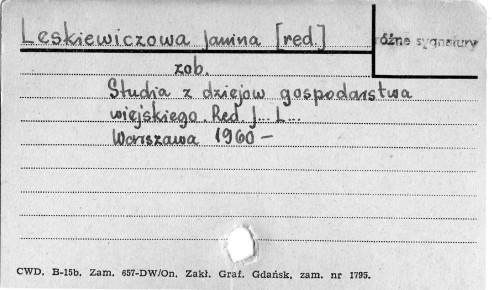 Leskiewiczowa Janina [red.]
różne sygnatury
zob.
Studia z dziejów gospodarstwa
wiejskiego. Red. J... L...
Warszawa 1960 –
CWD. B-15b. Zam. 657-DW/On. Zakł. Graf. Gdańsk, zam. nr 1795.